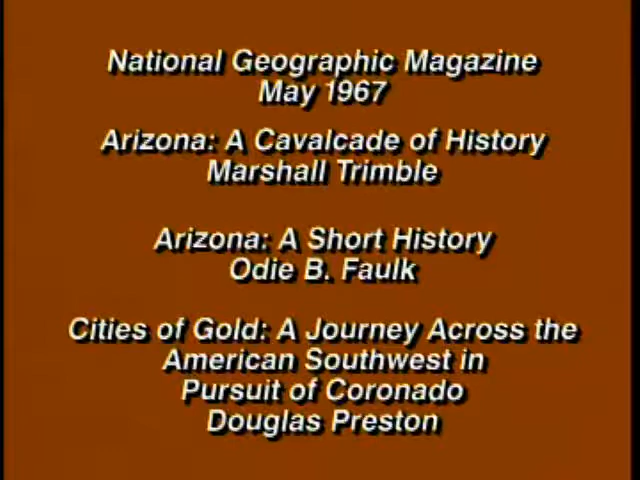 National Geographic Magazine
May 1967
Arizona: A Cavalcade of History
Marshall Trimble
Arizona: A Short History
Odie B. Faulk
Cities of Gold: A Journey Across the
American Southwest in
Pursuit of Coronado
Douglas Preston